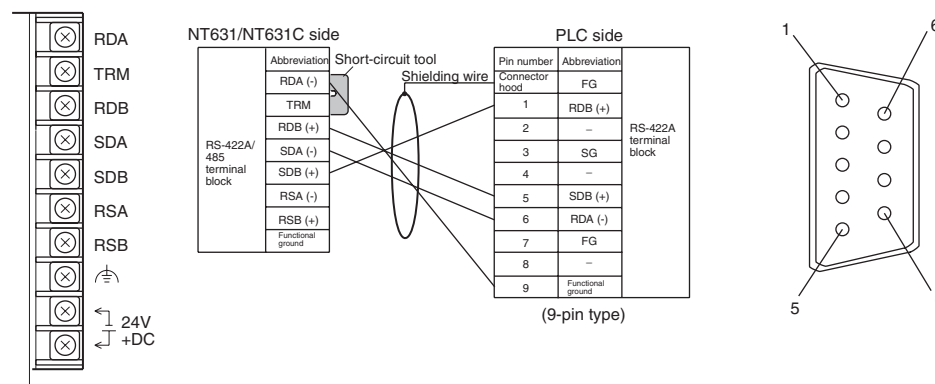 RDA
TRM
RDB
SDA
SDB
RSA
RSB
24V
+DC
NT631/NT631C side
Abbreviation
RS-422A/
485
terminal
block
RDA (-)
TRM
RDB (+)
SDA (-)
SDB (+)
RSA (-)
RSB (+)
Functional
ground
Short-circuit tool
Shielding wire
PLC side
Pin number Abbreviation
Connector
hood FG
1 RDB (+)
2 –
3 SG
4 –
5 SDB (+)
6 RDA (-)
7 FG
8 –
9 Functional
ground
RS-422A
terminal
block
(9-pin type)
1
6
5